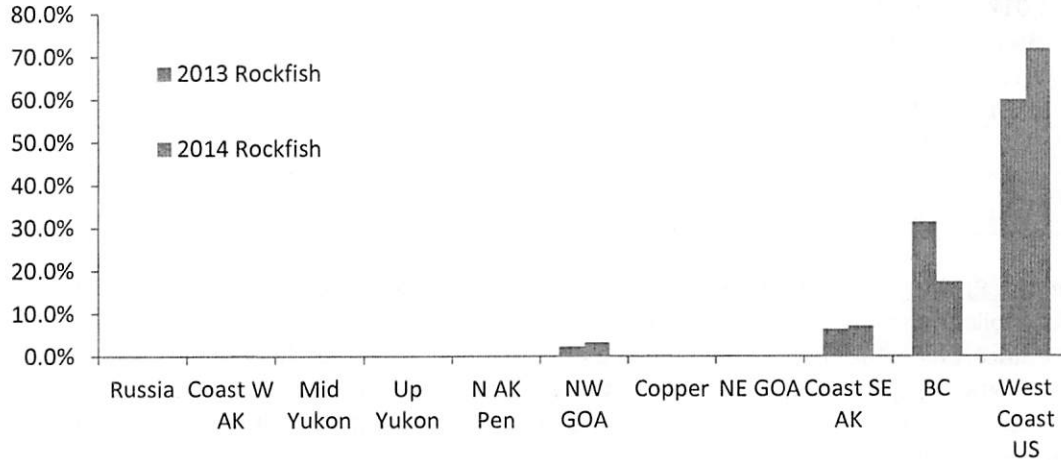 80.0%
70.0%
60.0%
50.0%
40.0%
30.0%
20.0%
10.0%
0.0%
2013 Rockfish
2014 Rockfish
Russia
Coast W
AK
Mid
Yukon
Up
Yukon
N AK
Pen
NW
GOA
Copper
NE GOA
Coast SE
AK
BC
West
Coast
US